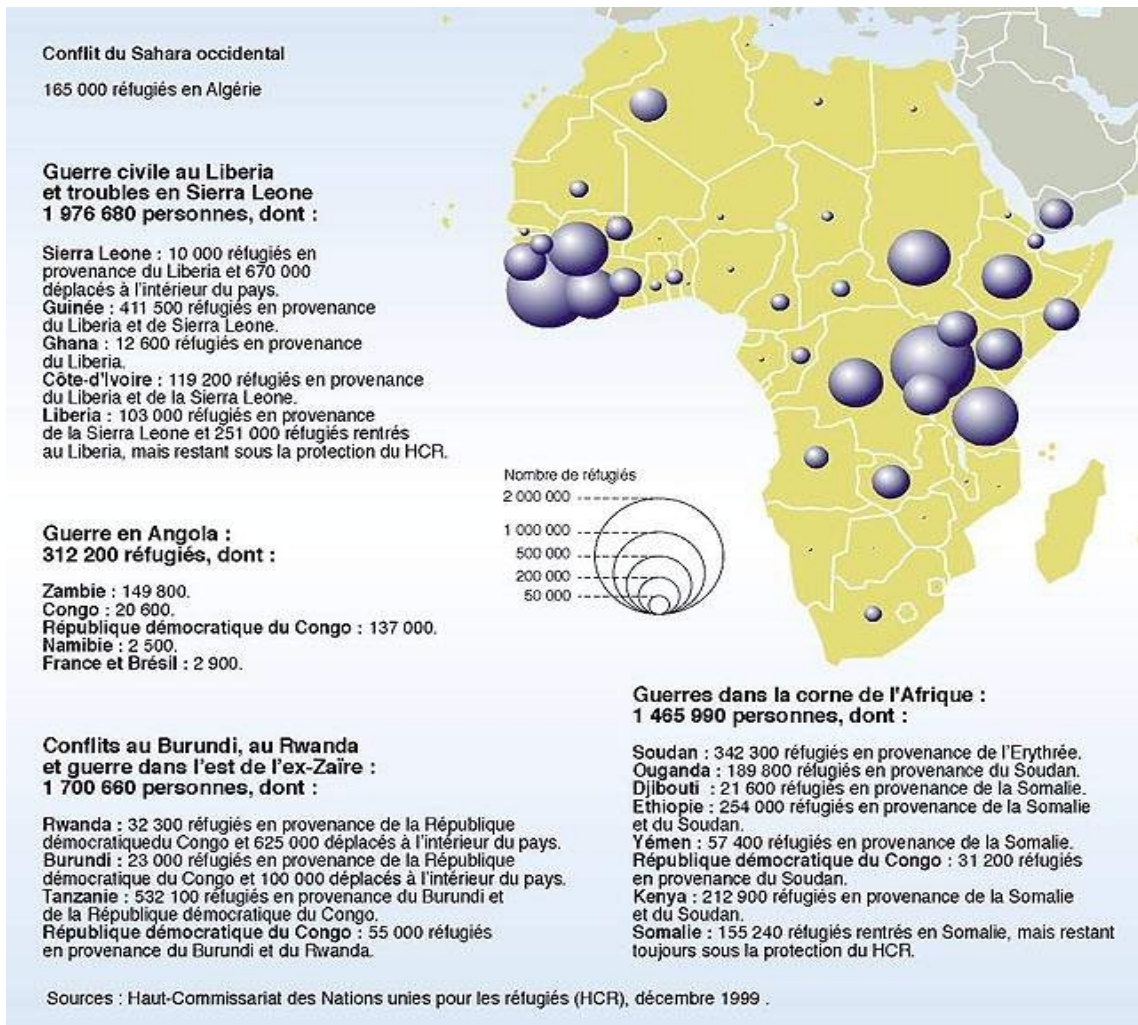 Conflit du Sahara occidental
165 000 réfugiés en Algérie
Guerre civile au Liberia
et troubles en Sierra Leone
1 976 680 personnes, dont :
Sierra Leone : 10 000 réfugiés en
provenance du Liberia et 670 000
déplacés à l'intérieur du pays.
Guinée : 411 500 réfugiés en provenance
du Liberia et de Sierra Leone.
Ghana : 12 600 réfugiés en provenance
du Liberia.
Côte-d'Ivoire : 119 200 réfugiés en provenance
du Liberia et de la Sierra Leone.
Liberia : 103 000 réfugiés en provenance
de la Sierra Leone et 251 000 réfugiés rentrés
au Liberia, mais restant sous la protection du HCR.
Guerre en Angola :
312 200 réfugiés, dont :
Zambie : 149 800.
Congo : 20 600.
République démocratique du Congo : 137 000.
Namibie : 2 500.
France et Brésil : 2 900.
Conflits au Burundi, au Rwanda
et guerre dans l'est de l'ex-Zaïre :
1 700 660 personnes, dont :
Rwanda : 32 300 réfugiés en provenance de la République
démocratiquedu Congo et 625 000 déplacés à l'intérieur du pays.
Burundi : 23 000 réfugiés en provenance de la République
démocratique du Congo et 100 000 déplacés à l'intérieur du pays.
Tanzanie : 532 100 réfugiés en provenance du Burundi et
de la République démocratique du Congo.
République démocratique du Congo : 55 000 réfugiés
en provenance du Burundi et du Rwanda.
Nombre de réfugiés
2 000 000
1 000 000
500 000
200 000
50 000
Guerres dans la corne de l'Afrique :
1 465 990 personnes, dont :
Soudan : 342 300 réfugiés en provenance de l'Erythrée.
Ouganda : 189 800 réfugiés en provenance du Soudan.
Djibouti : 21 600 réfugiés en provenance de la Somalie.
Ethiopie : 254 000 réfugiés en provenance de la Somalie
et du Soudan.
Yémen : 57 400 réfugiés en provenance de la Somalie.
République démocratique du Congo : 31 200 réfugiés
en provenance du Soudan.
Kenya : 212 900 réfugiés en provenance de la Somalie
et du Soudan.
Somalie : 155 240 réfugiés rentrés en Somalie, mais restant
toujours sous la protection du HCR.
Sources : Haut-Commissariat des Nations unies pour les réfugiés (HCR), décembre 1999 .